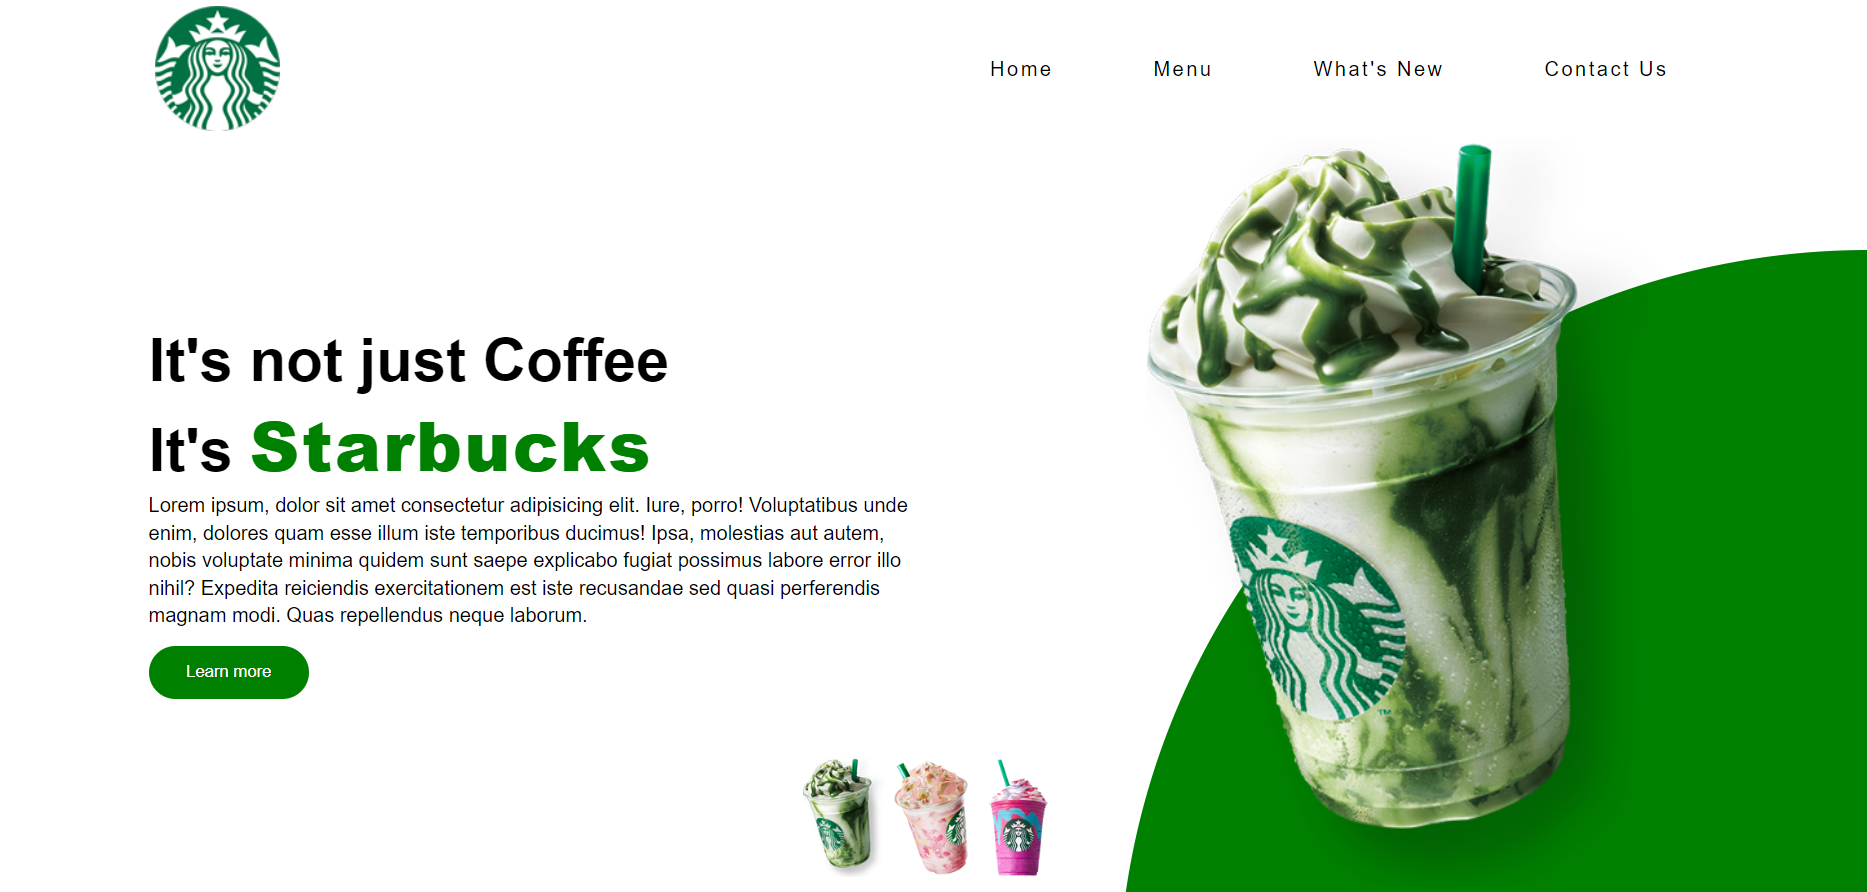 Home Menu What's New Contact Us
It's not just Coffee
It's Starbucks
Lorem ipsum, dolor sit amet consectetur adipisicing elit. Iure, porro! Voluptatibus unde
enim, dolores quam esse illum iste temporibus ducimus! Ipsa, molestias aut autem,
nobis voluptate minima quidem sunt saepe explicabo fugiat possimus labore error illo
nihil? Expedita reiciendis exercitationem est iste recusandae sed quasi perferendis
magnam modi. Quas repellendus neque laborum.
Learn more
TM